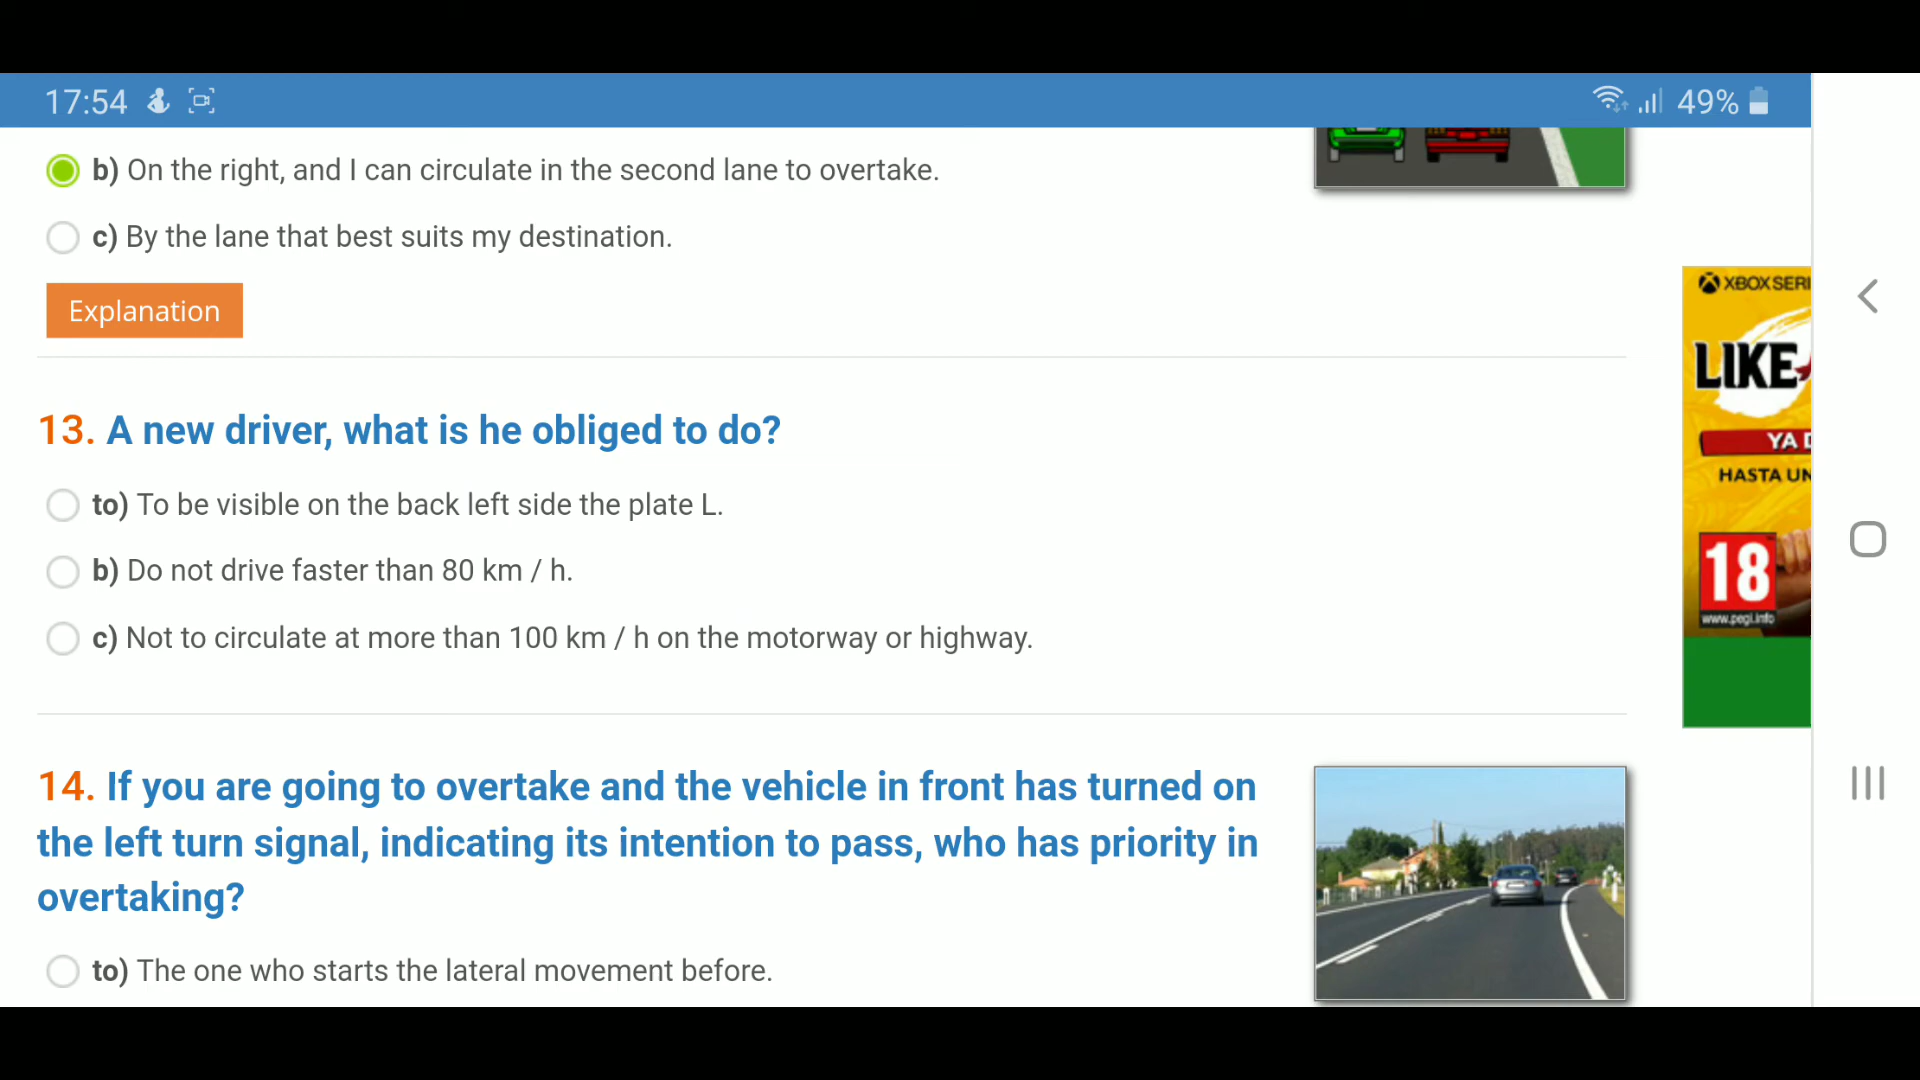 17:54
49%
b) On the right, and I can circulate in the second lane to overtake.
c) By the lane that best suits my destination.
Explanation
13. A new driver, what is he obliged to do?
to) To be visible on the back left side the plate L.
b) Do not drive faster than 80 km / h.
c) Not to circulate at more than 100 km / h on the motorway or highway.
14. If you are going to overtake and the vehicle in front has turned on
the left turn signal, indicating its intention to pass, who has priority in
overtaking?
to) The one who starts the lateral movement before.
XBOX SERI
LIKE
YA D
HASTA UN
18
www.pegi.info